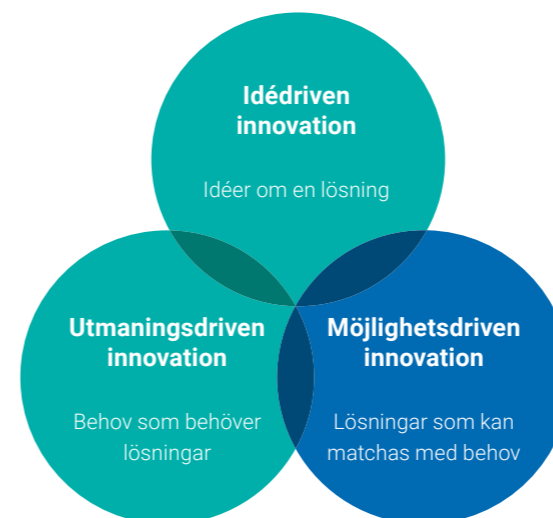 Idédriven
innovation
Idéer om en lösning
Utmaningsdriven
innovation
Behov som behöver
lösningar
Möjlighetsdriven
innovation
Lösningar som kan
matchas med behov